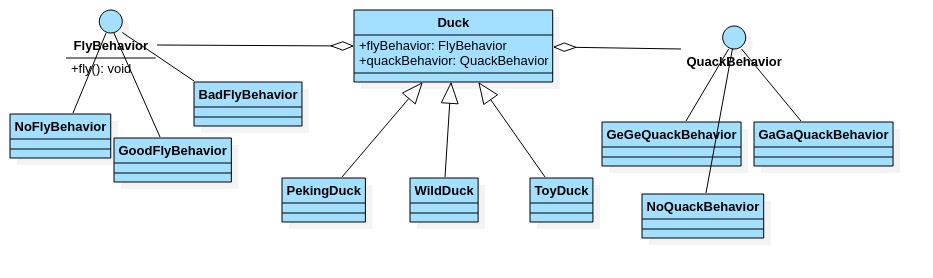 Duck
+flyBehavior: FlyBehavior
+quackBehavior: QuackBehavior
FlyBehavior
+fly(): void
QuackBehavior
BadFlyBehavior
NoFlyBehavior
GoodFlyBehavior
GeGeQuackBehavior
GaGaQuackBehavior
PekingDuck
WildDuck
ToyDuck
NoQuackBehavior